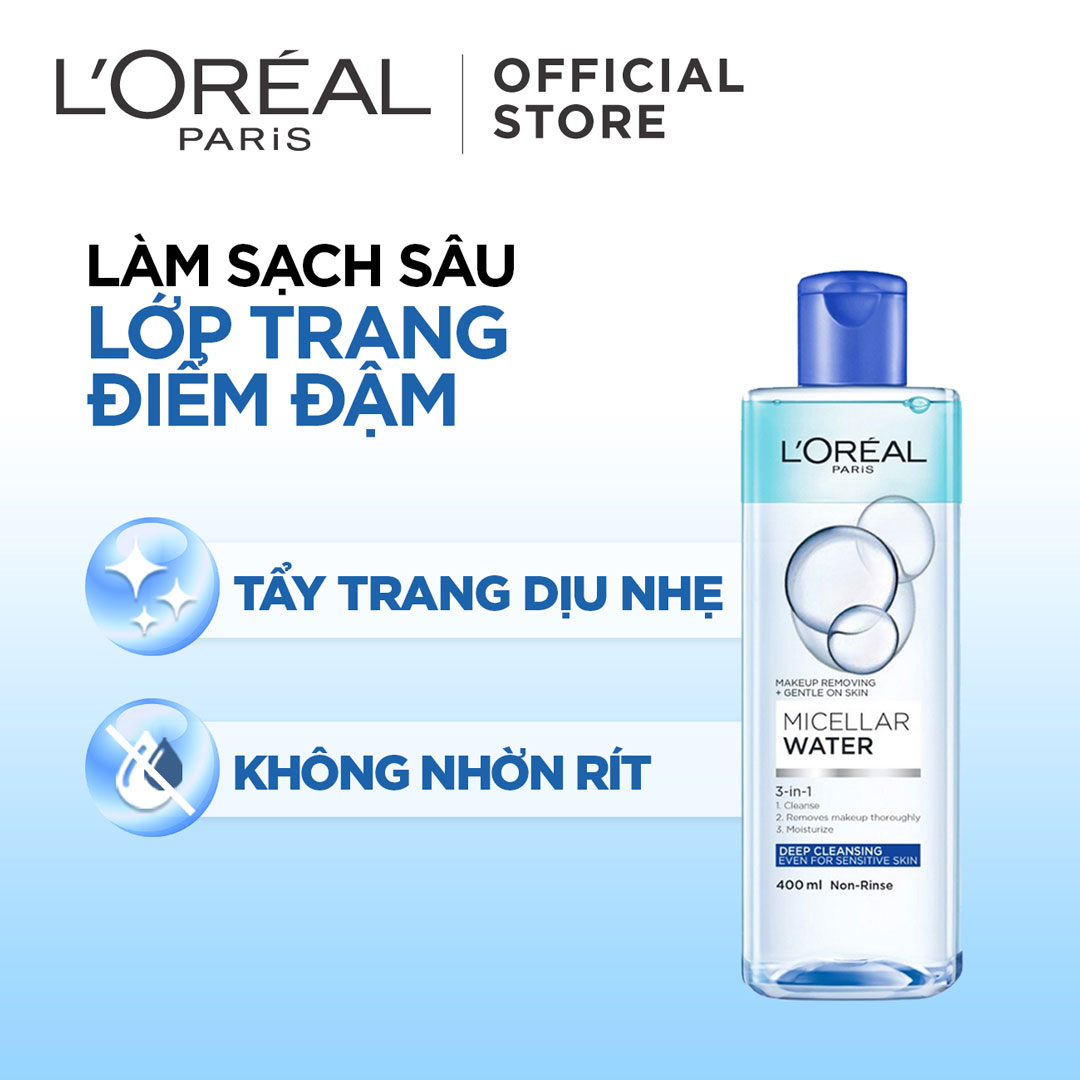 L'ORÉAL
PARiS
OFFICIAL
STORE
LÀM SẠCH SÂU
LỚP TRANG
ĐIỂM ĐẬM
TẨY TRANG DỊU NHẸ
KHÔNG NHỜN RÍT
L'ORÉAL
PARiS
MAKEUP REMOVING
+ GENTLE ON SKIN
MICELLAR
WATER
3-in-1
1. Cleanse
2. Removes makeup thoroughly
3. Moisturize
DEEP CLEANSING
EVEN FOR SENSITIVE SKIN
400 ml Non-Rinse